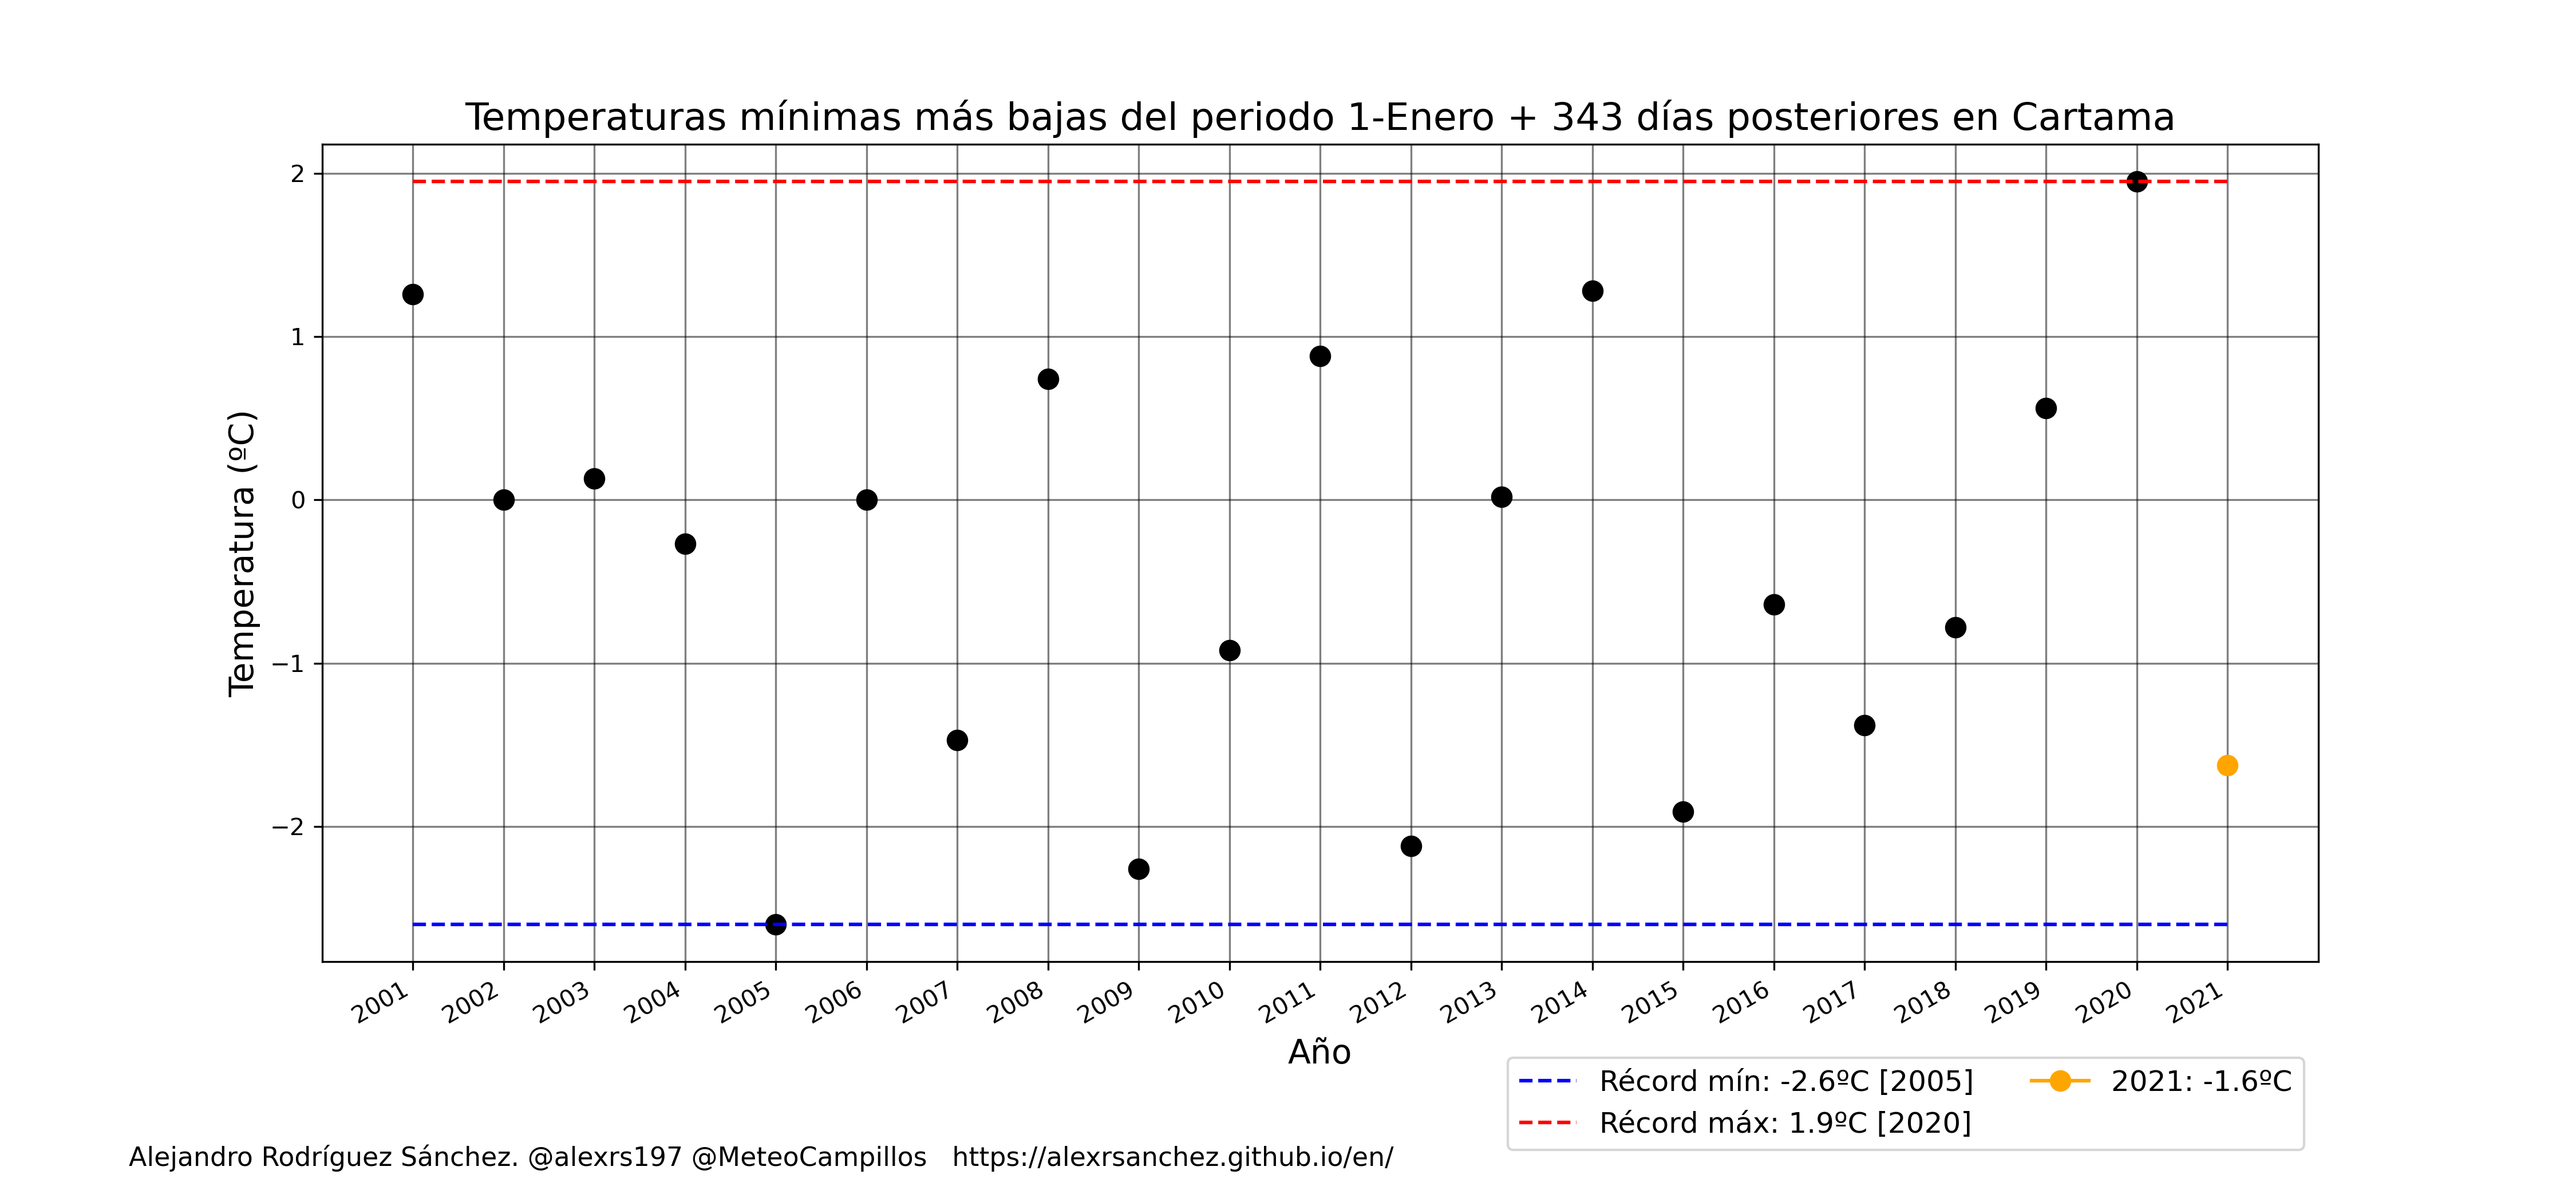 Temperaturas mínimas más bajas del periodo 1-Enero + 343 días posteriores en Cartama
Temperatura (ºC)
2
1
0
−1
−2
2001 2002 2003 2004 2005 2006 2007 2008 2009 2010 2011 2012 2013 2014 2015 2016 2017 2018 2019 2020 2021
Año
Récord mín: -2.6ºC [2005]
Récord máx: 1.9ºC [2020]
2021: -1.6ºC
Alejandro Rodríguez Sánchez. @alexrs197 @MeteoCampillos https://alexrsanchez.github.io/en/